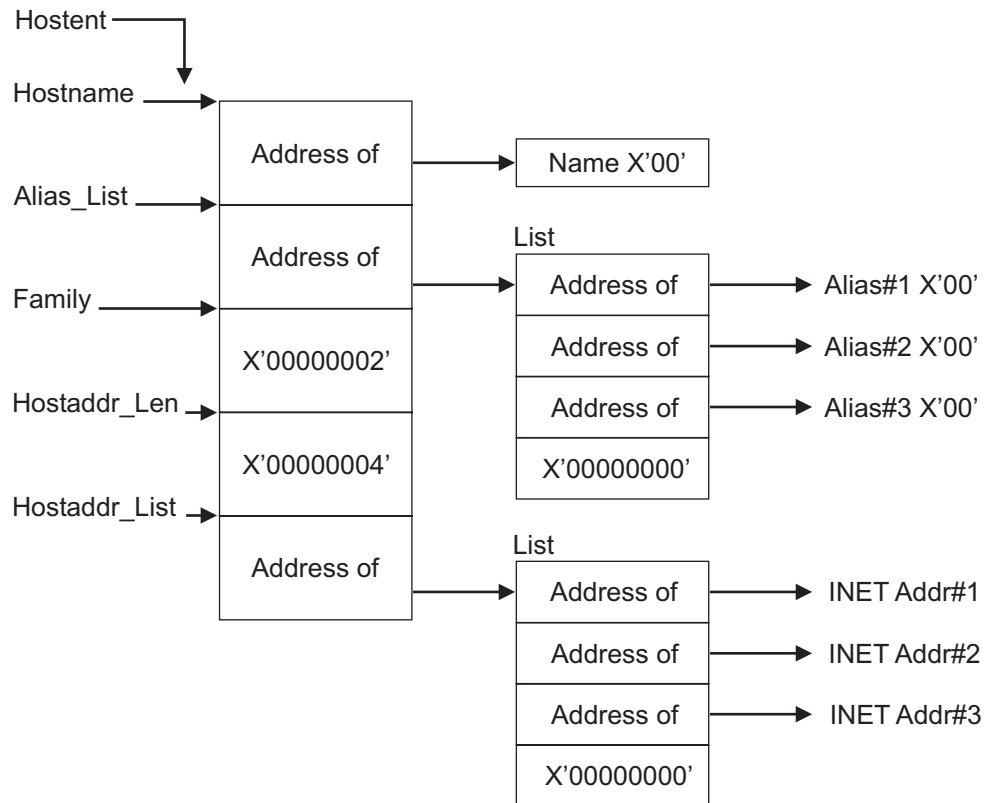 Hostent
Hostname
Address of
Name X’00’
Alias_List
List
Address of
Address of
Alias#1 X’00’
Family
Address of
Alias#2 X’00’
X’00000002’
Hostaddr_Len
Address of
Alias#3 X’00’
X’00000004’
X’00000000’
Hostaddr_List
List
Address of
Address of
INET Addr#1
Address of
INET Addr#2
Address of
INET Addr#3
X’00000000’